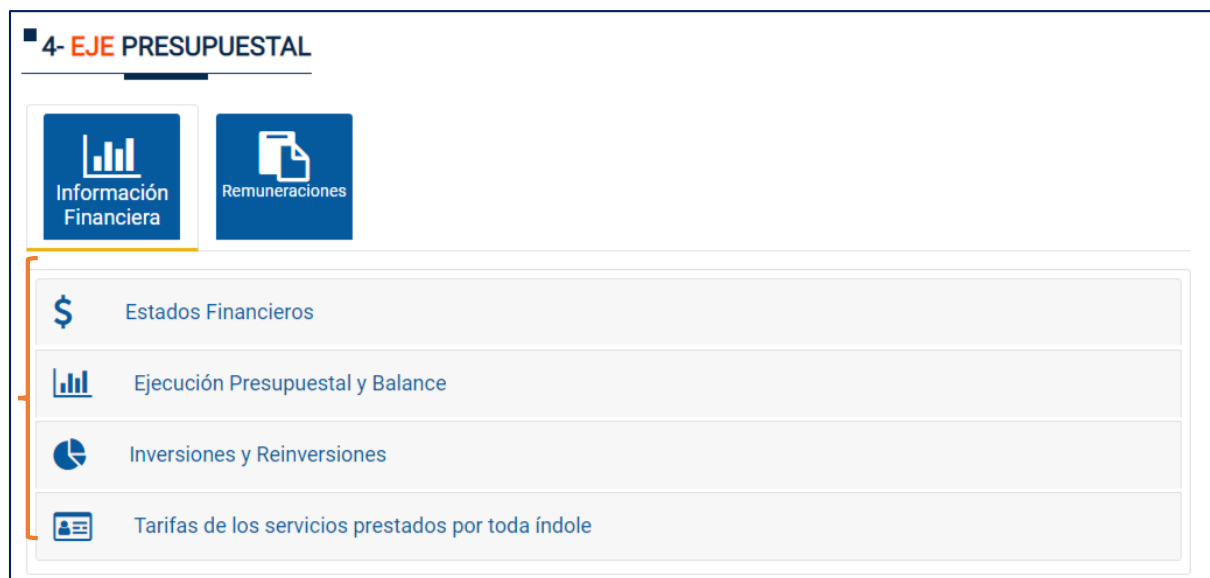 4- EJE PRESUPUESTAL
Información
Financiera
Remuneraciones
Estados Financieros
Ejecución Presupuestal y Balance
Inversiones y Reinversiones
Tarifas de los servicios prestados por toda índole